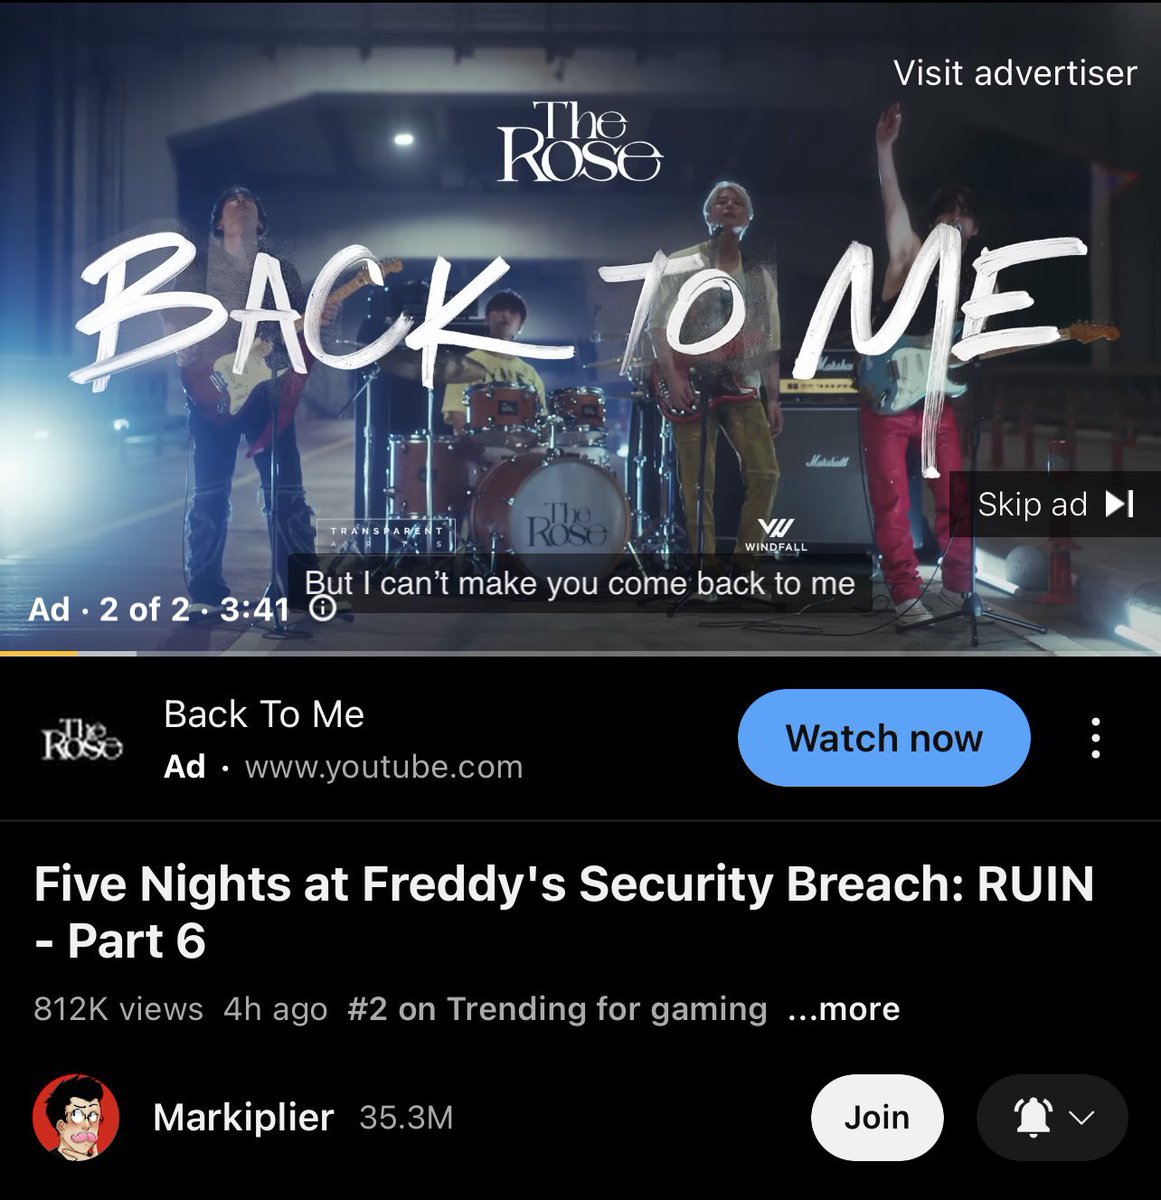 Visit advertiser
The
Rose
BACK TO ME
Marshall
Marshall
Skip ad
The
Rose
TRANSPARENT
ARTS
WINDFALL
But I can't make you come back to me
Ad · 2 of 2 · 3:41
The
Rose
Back To Me
Watch now
Ad · www.youtube.com
Five Nights at Freddy's Security Breach: RUIN
- Part 6
812K views 4h ago #2 on Trending for gaming ...more
Markiplier 35.3M
Join